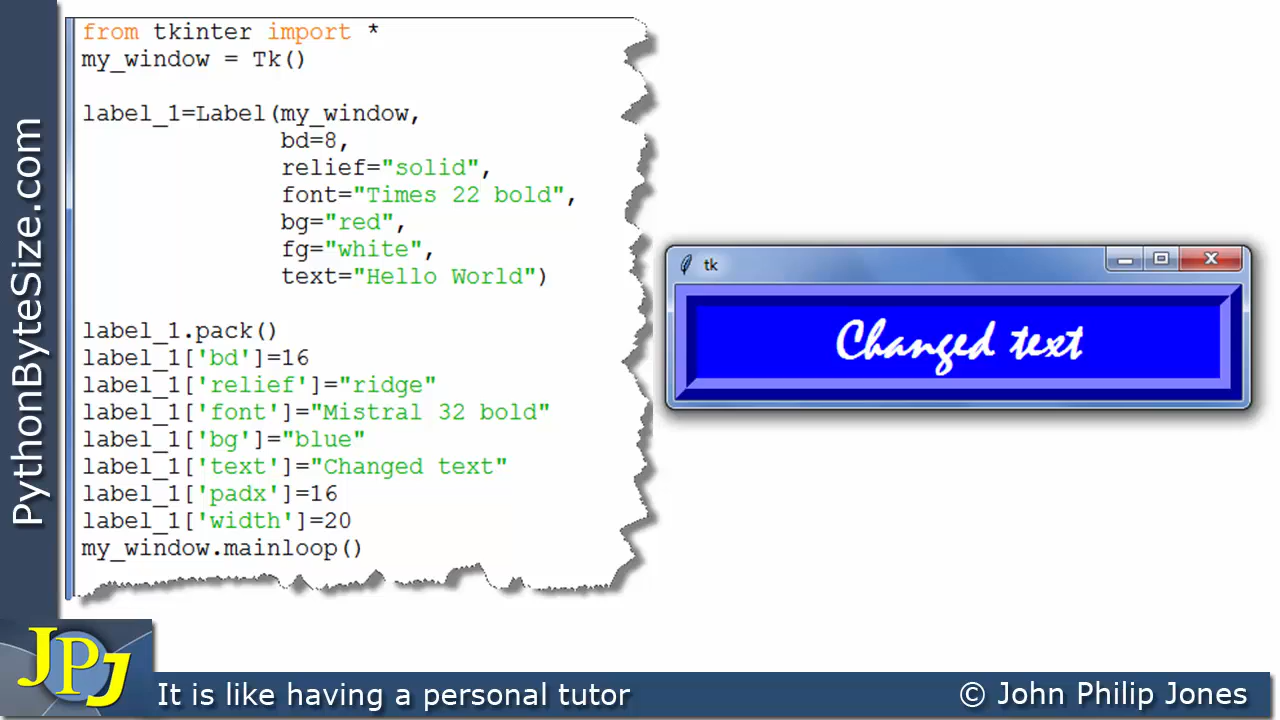 PythonByteSize.com
from tkinter import *
my_window = Tk()
label_1=Label(my_window,
bd=8,
relief="solid",
font="Times 22 bold",
bg="red",
fg="white",
text="Hello World")
label_1.pack()
label_1['bd']=16
label_1['relief']="ridge"
label_1['font']="Mistral 32 bold"
label_1['bg']="blue"
label_1['text']="Changed text"
label_1['padx']=16
label_1['width']=20
my_window.mainloop()
tk
Changed text
JPJ
It is like having a personal tutor
© John Philip Jones